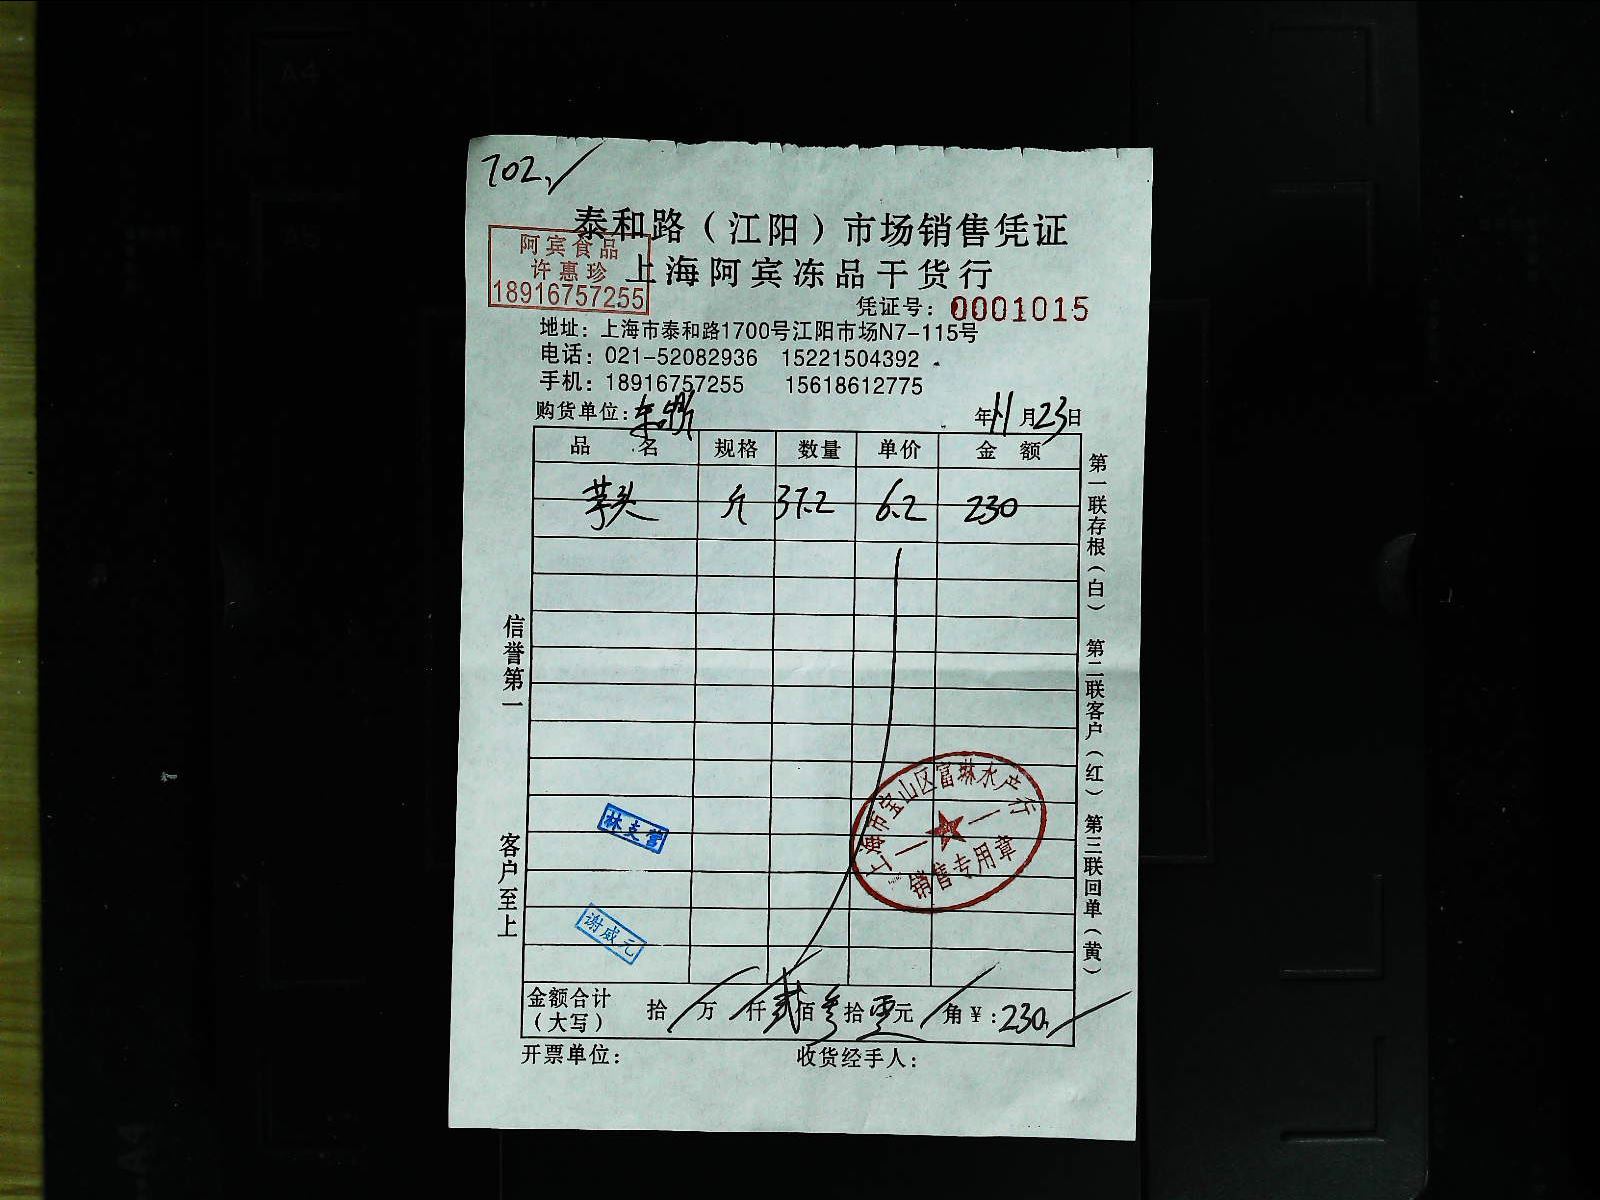 702
泰和路（江阳）市场销售凭证
阿宾食品
许惠珍
18916757255
上海阿宾冻品干货行
凭证号：0001015
地址：上海市泰和路1700号江阳市场N7-115号
电话：021-52082936 15221504392
手机：18916757255 15618612775
购货单位： 年11月23日
品名 规格 数量 单价 金额
芋头 斤 37.2 6.2 230
第一联存根（白） 第二联客户（红） 第三联回单（黄）
信誉第一 客户至上
上海市宝山区富琳水产行
销售专用章
林支营
谢威元
金额合计（大写） 拾 万 仟 贰佰叁拾零元 角 ￥：230
开票单位： 收货经手人：